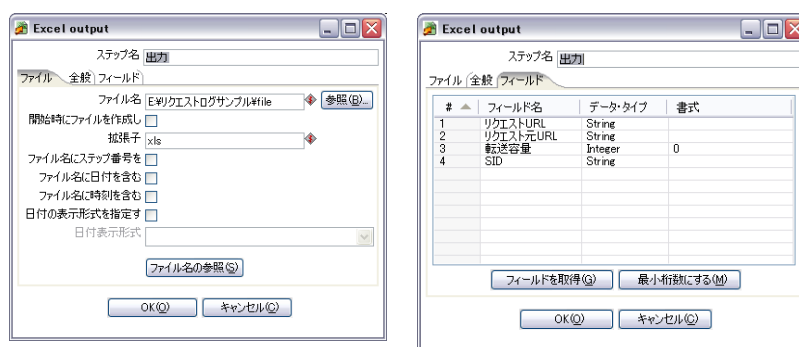 Excel output
ステップ名 出力
ファイル 全般 フィールド
ファイル名 E:¥リクエストログサンプル¥file 参照(B)...
開始時にファイルを作成し
拡張子 xls
ファイル名にステップ番号を
ファイル名に日付を含む
ファイル名に時刻を含む
日付の表示形式を指定す
日付表示形式
ファイル名の参照(S)
OK(O) キャンセル(C)
Excel output
ステップ名 出力
ファイル 全般 フィールド
# フィールド名 データ・タイプ 書式
1 リクエストURL String
2 リクエスト元URL String
3 転送容量 Integer 0
4 SID String
フィールドを取得(G) 最小桁数にする(M)
OK(O) キャンセル(C)